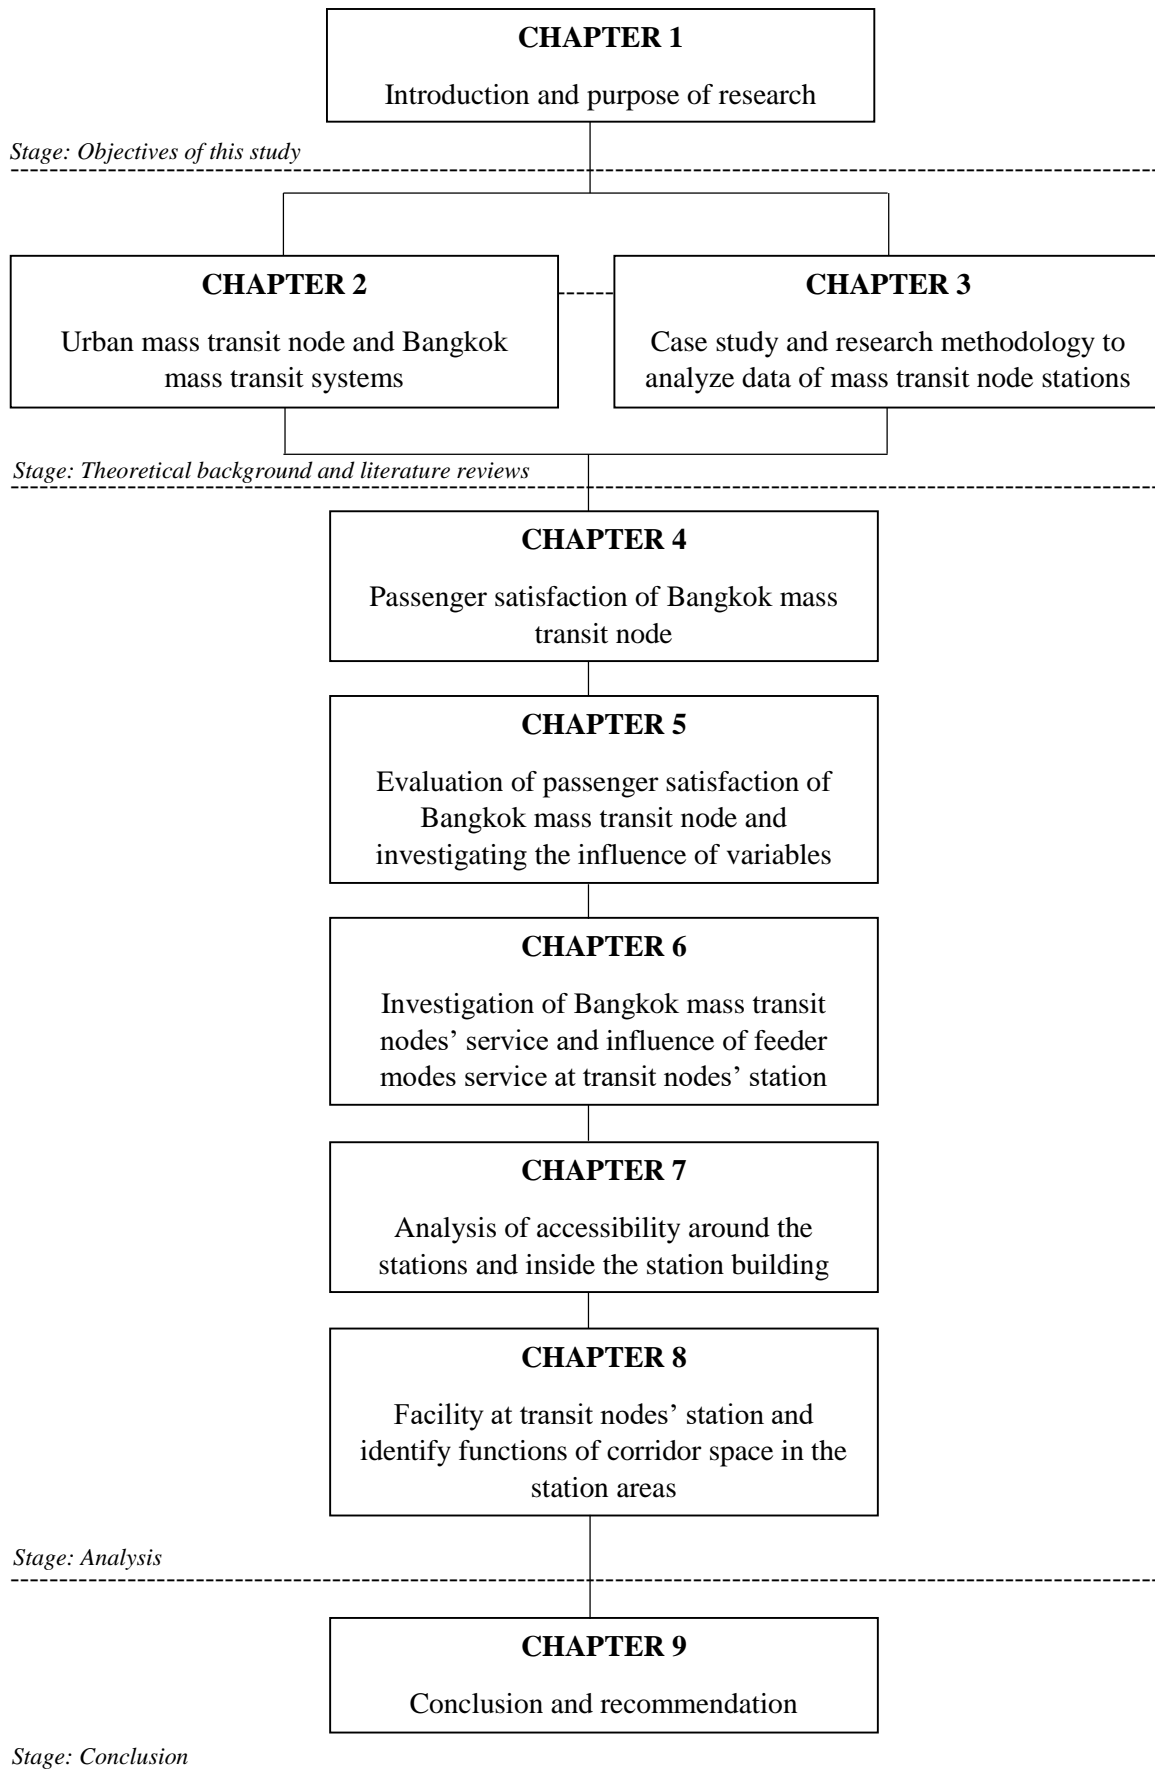 CHAPTER 1
Introduction and purpose of research
Stage: Objectives of this study
CHAPTER 2
Urban mass transit node and Bangkok
mass transit systems
CHAPTER 3
Case study and research methodology to
analyze data of mass transit node stations
Stage: Theoretical background and literature reviews
CHAPTER 4
Passenger satisfaction of Bangkok mass
transit node
CHAPTER 5
Evaluation of passenger satisfaction of
Bangkok mass transit node and
investigating the influence of variables
CHAPTER 6
Investigation of Bangkok mass transit
nodes’ service and influence of feeder
modes service at transit nodes’ station
CHAPTER 7
Analysis of accessibility around the
stations and inside the station building
CHAPTER 8
Facility at transit nodes’ station and
identify functions of corridor space in the
station areas
Stage: Analysis
CHAPTER 9
Conclusion and recommendation
Stage: Conclusion